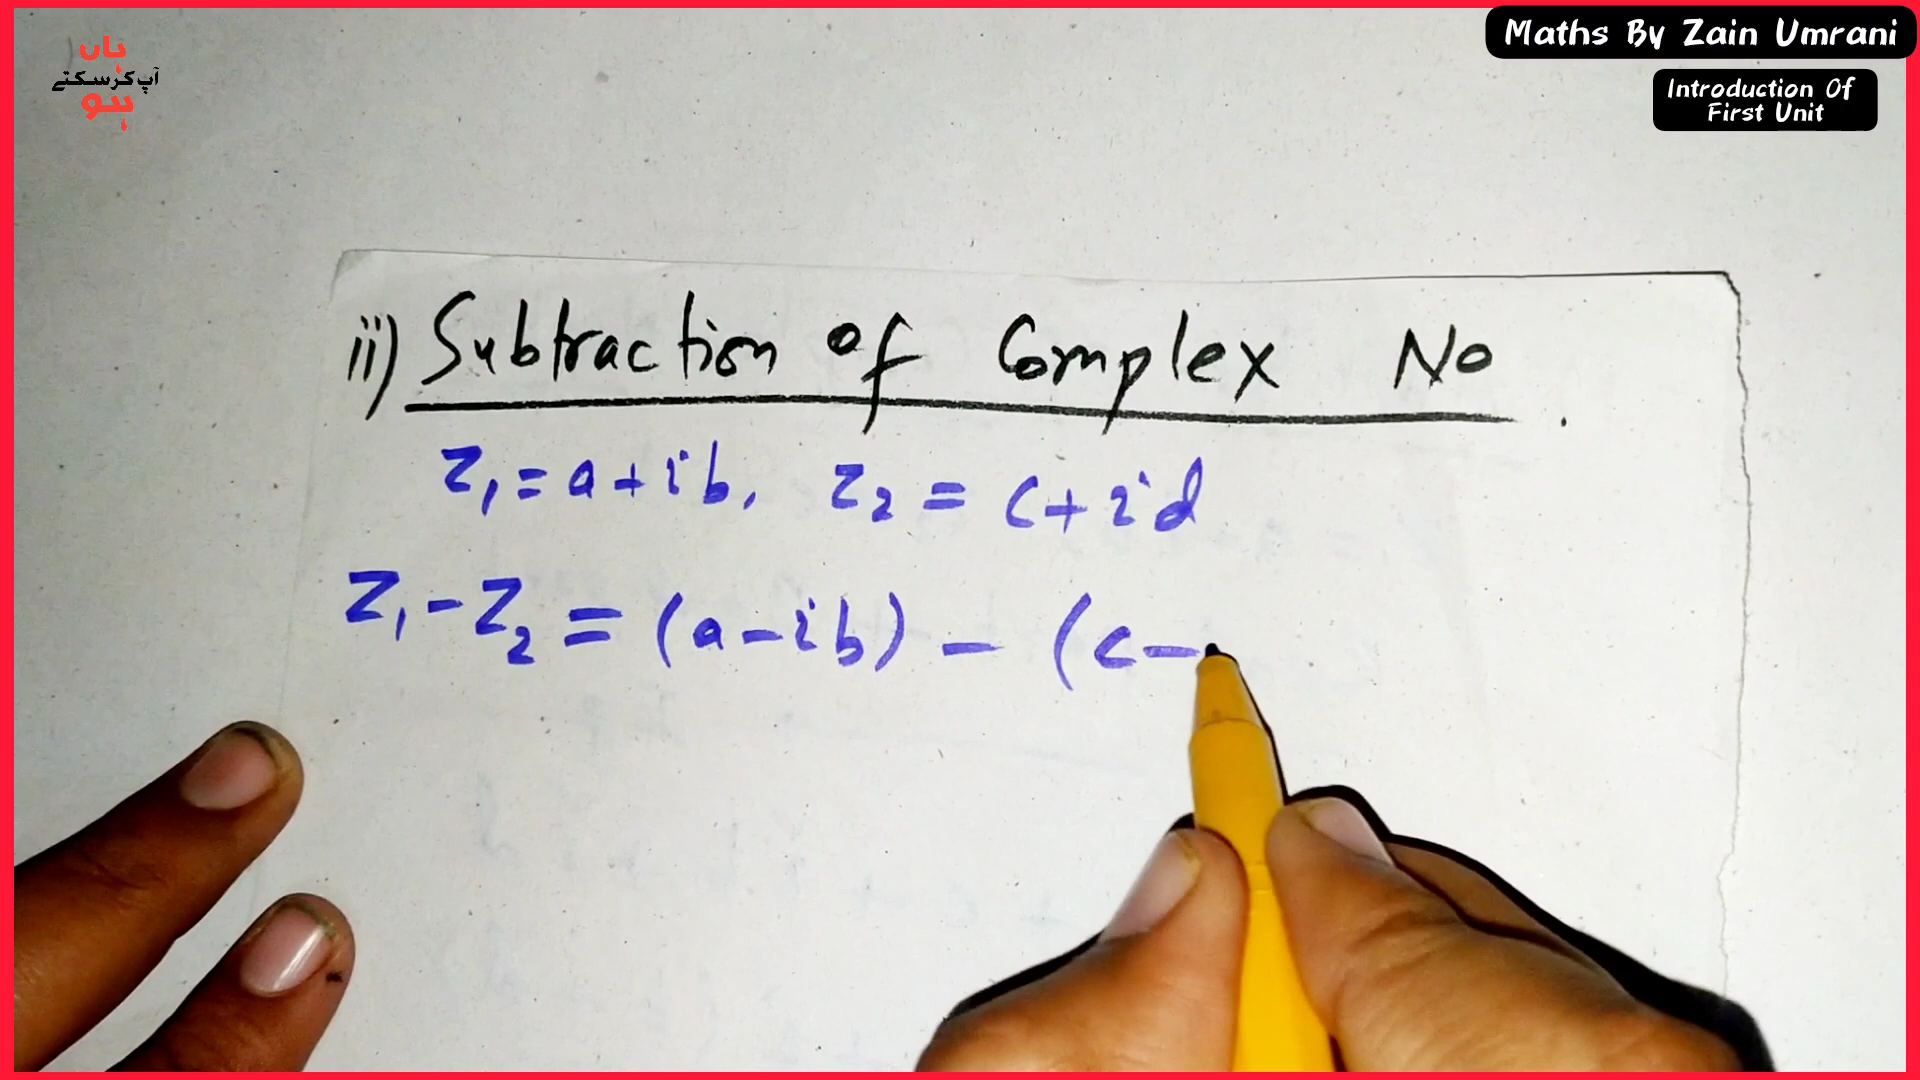 ہاں
آپ کرسکتے
ہو
Maths By Zain Umrani
Introduction Of
First Unit
ii) Subtraction of Complex No.
Z₁ = a + ib, Z₂ = c + id
Z₁ - Z₂ = (a - ib) - (c -